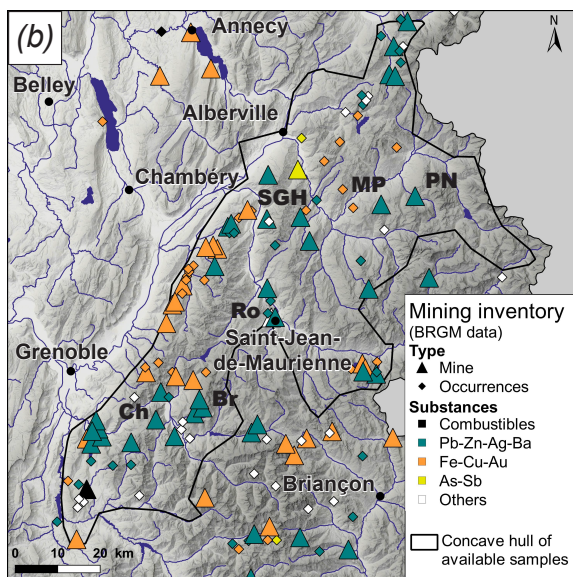 (b)
Annecy
N
Belley
Alberville
Chambéry
SGH
MP
PN
Ro
Saint-Jean-
de-Maurienne
Grenoble
Ch
Br
Briançon
0 10 20 km
Mining inventory
(BRGM data)
Type
Mine
Occurrences
Substances
Combustibles
Pb-Zn-Ag-Ba
Fe-Cu-Au
As-Sb
Others
Concave hull of
available samples